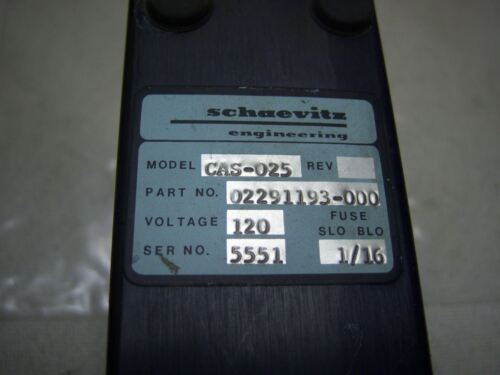 schaevitz
engineering
MODEL CAS-025 REV
PART NO. 02291193-000
VOLTAGE 120 FUSE
SLO BLO
SER NO. 5551 1/16